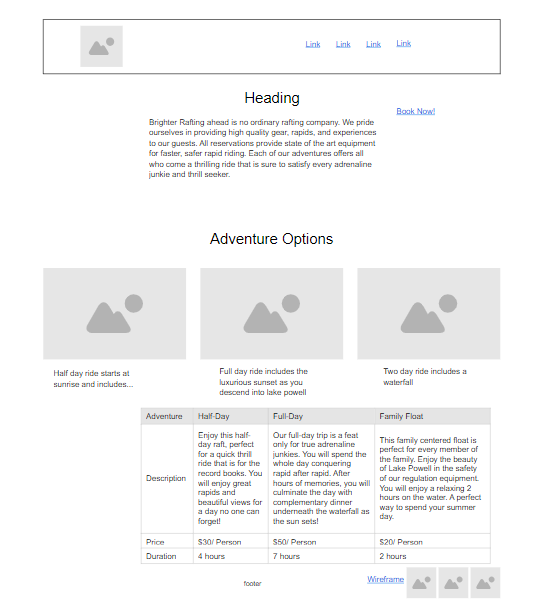 Link Link Link Link
Heading
Book Now!
Brighter Rafting ahead is no ordinary rafting company. We pride
ourselves in providing high quality gear, rapids, and experiences
to our guests. All reservations provide state of the art equipment
for faster, safer rapid riding. Each of our adventures offers all
who come a thrilling ride that is sure to satisfy every adrenaline
junkie and thrill seeker.
Adventure Options
Half day ride starts at
sunrise and includes...
Full day ride includes the
luxurious sunset as you
descend into lake powell
Two day ride includes a
waterfall
Adventure Half-Day Full-Day Family Float
Description
Enjoy this half-
day raft, perfect
for a quick thrill
ride that is for the
record books. You
will enjoy great
rapids and
beautiful views for
a day no one can
forget!
Our full-day trip is a feat
only for true adrenaline
junkies. You will spend the
whole day conquering
rapid after rapid. After
hours of memories, you will
culminate the day with
complementary dinner
underneath the waterfall as
the sun sets!
This family centered float is
perfect for every member of
the family. Enjoy the beauty
of Lake Powell in the safety
of our regulation equipment.
You will enjoy a relaxing 2
hours on the water. A perfect
way to spend your summer
day.
Price $30/ Person $50/ Person $20/ Person
Duration 4 hours 7 hours 2 hours
footer
Wireframe